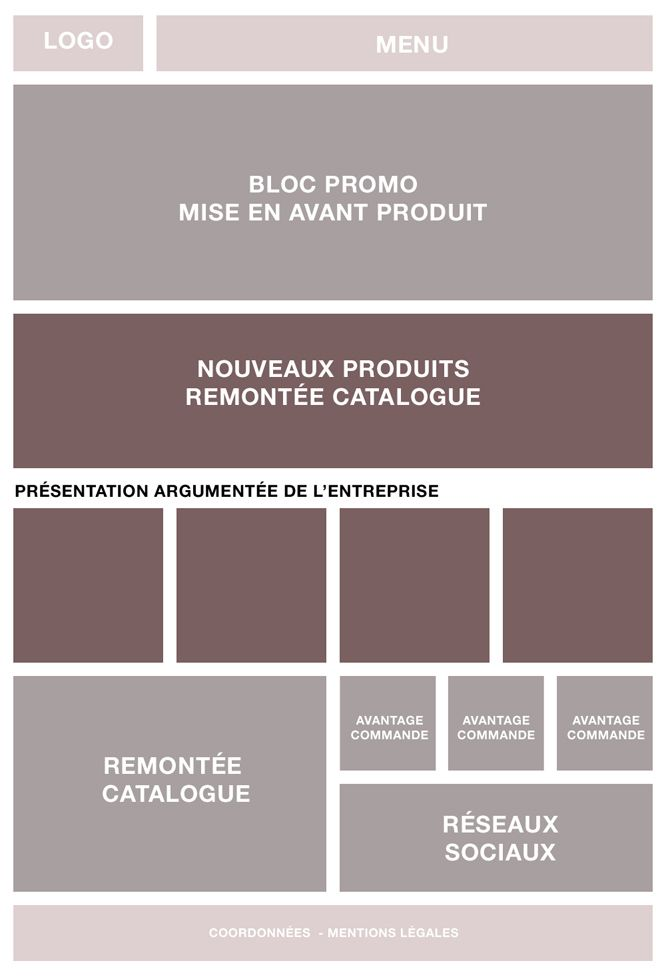 LOGO
MENU
BLOC PROMO
MISE EN AVANT PRODUIT
NOUVEAUX PRODUITS
REMONTÉE CATALOGUE
PRÉSENTATION ARGUMENTÉE DE L’ENTREPRISE
REMONTÉE
CATALOGUE
AVANTAGE
COMMANDE
AVANTAGE
COMMANDE
AVANTAGE
COMMANDE
RÉSEAUX
SOCIAUX
COORDONNÉES - MENTIONS LÉGALES